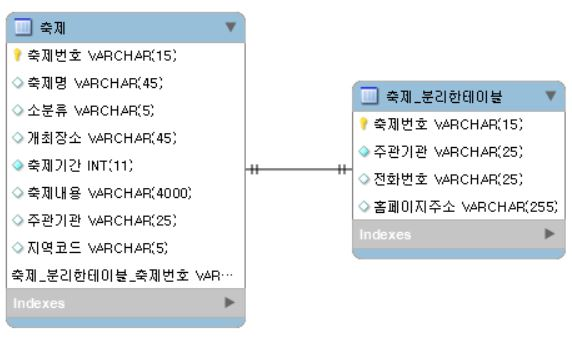 축제
축제번호 VARCHAR(15)
축제명 VARCHAR(45)
소분류 VARCHAR(5)
개최장소 VARCHAR(45)
축제기간 INT(11)
축제내용 VARCHAR(4000)
주관기관 VARCHAR(25)
지역코드 VARCHAR(5)
축제_분리한테이블_축제번호 VAR…
Indexes
축제_분리한테이블
축제번호 VARCHAR(15)
주관기관 VARCHAR(25)
전화번호 VARCHAR(25)
홈페이지주소 VARCHAR(255)
Indexes